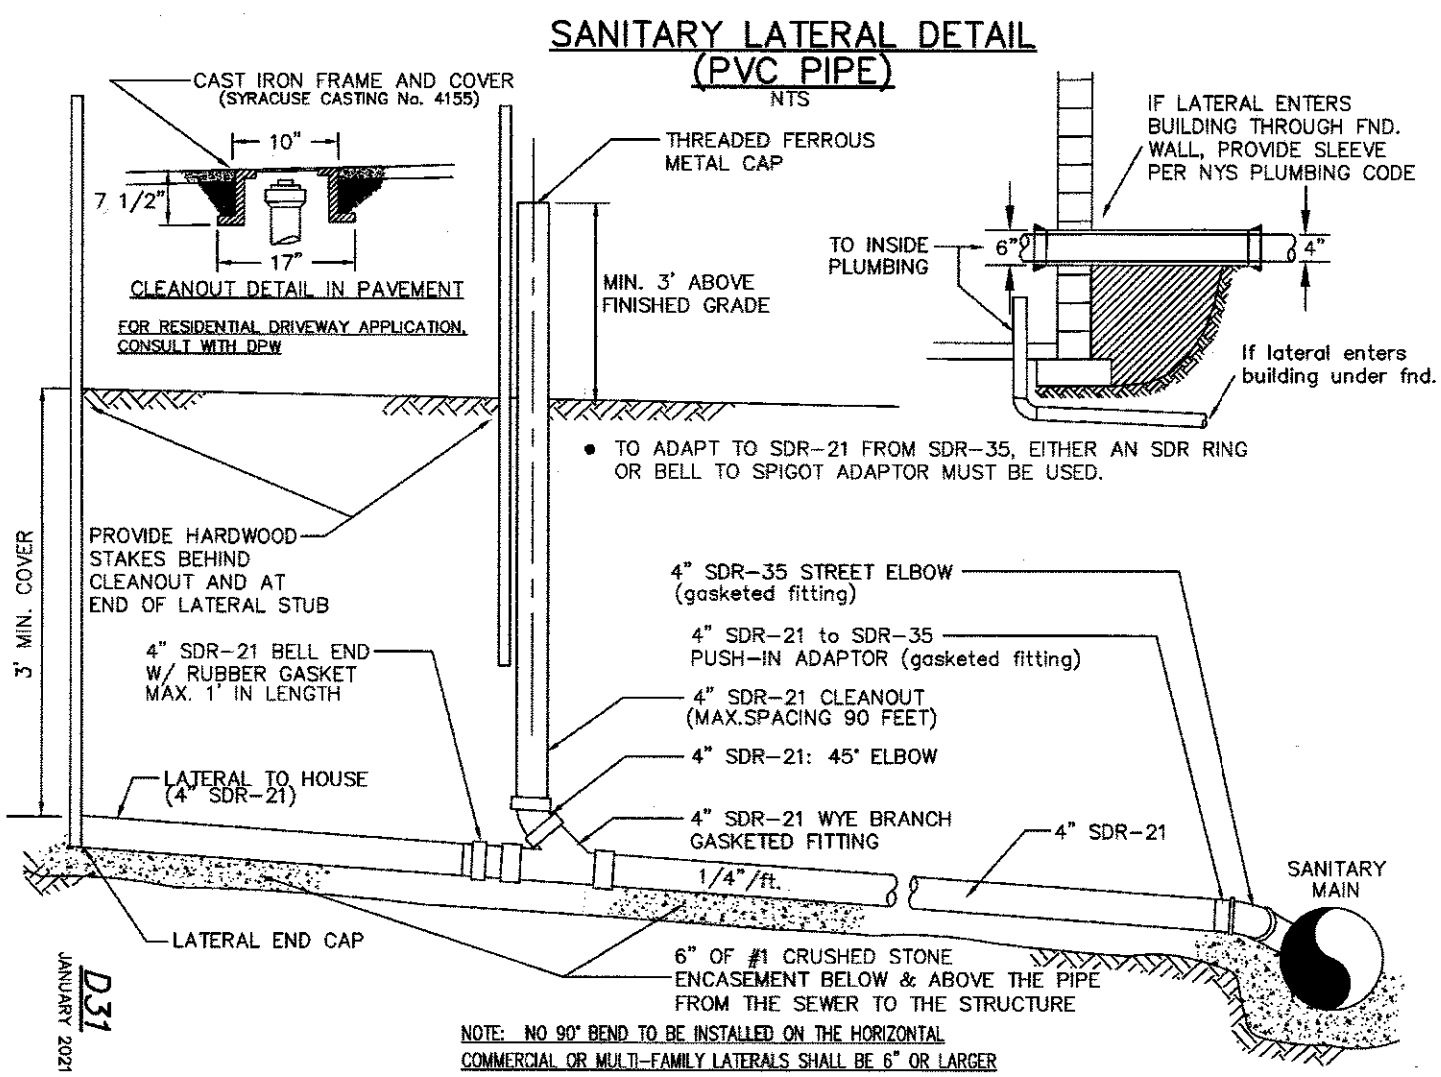 SANITARY LATERAL DETAIL
(PVC PIPE)
NTS
CAST IRON FRAME AND COVER
(SYRACUSE CASTING No. 4155)
10"
7 1/2"
17"
CLEANOUT DETAIL IN PAVEMENT
FOR RESIDENTIAL DRIVEWAY APPLICATION,
CONSULT WITH DPW
THREADED FERROUS
METAL CAP
MIN. 3' ABOVE
FINISHED GRADE
IF LATERAL ENTERS
BUILDING THROUGH FND.
WALL, PROVIDE SLEEVE
PER NYS PLUMBING CODE
TO INSIDE
PLUMBING
6"
4"
If lateral enters
building under fnd.
● TO ADAPT TO SDR-21 FROM SDR-35, EITHER AN SDR RING
OR BELL TO SPIGOT ADAPTOR MUST BE USED.
3' MIN. COVER
PROVIDE HARDWOOD
STAKES BEHIND
CLEANOUT AND AT
END OF LATERAL STUB
4" SDR-21 BELL END
W/ RUBBER GASKET
MAX. 1' IN LENGTH
LATERAL TO HOUSE
(4" SDR-21)
4" SDR-35 STREET ELBOW
(gasketed fitting)
4" SDR-21 to SDR-35
PUSH-IN ADAPTOR (gasketed fitting)
4" SDR-21 CLEANOUT
(MAX.SPACING 90 FEET)
4" SDR-21: 45° ELBOW
4" SDR-21 WYE BRANCH
GASKETED FITTING
4" SDR-21
1/4"/ft.
SANITARY
MAIN
LATERAL END CAP
6" OF #1 CRUSHED STONE
ENCASEMENT BELOW & ABOVE THE PIPE
FROM THE SEWER TO THE STRUCTURE
NOTE: NO 90° BEND TO BE INSTALLED ON THE HORIZONTAL
COMMERCIAL OR MULTI-FAMILY LATERALS SHALL BE 6" OR LARGER
D31
JANUARY 2021